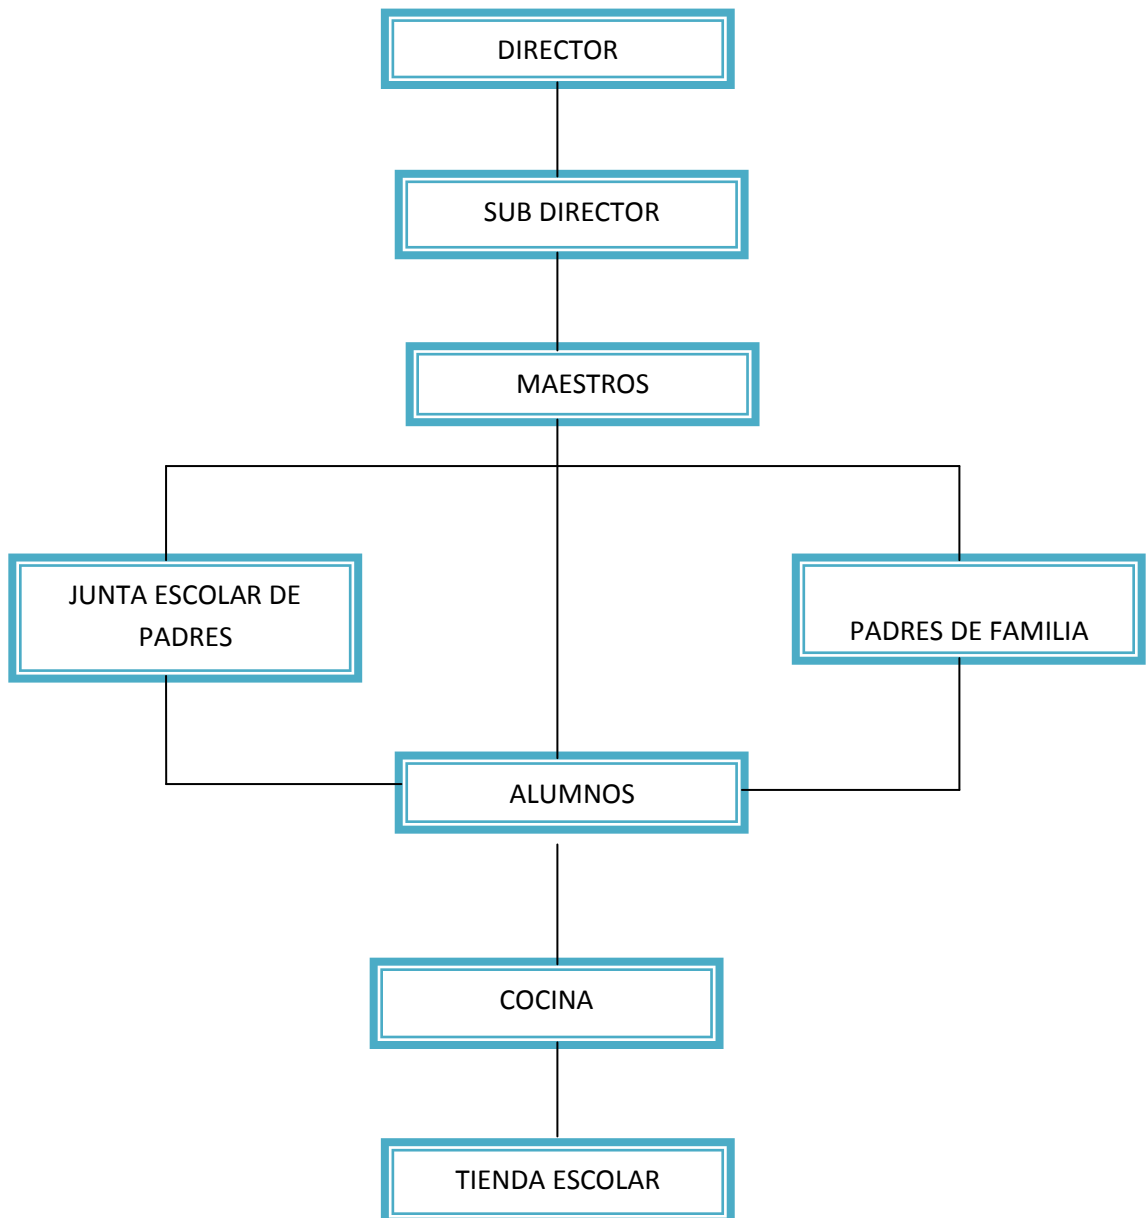 DIRECTOR
SUB DIRECTOR
MAESTROS
JUNTA ESCOLAR DE
PADRES
PADRES DE FAMILIA
ALUMNOS
COCINA
TIENDA ESCOLAR